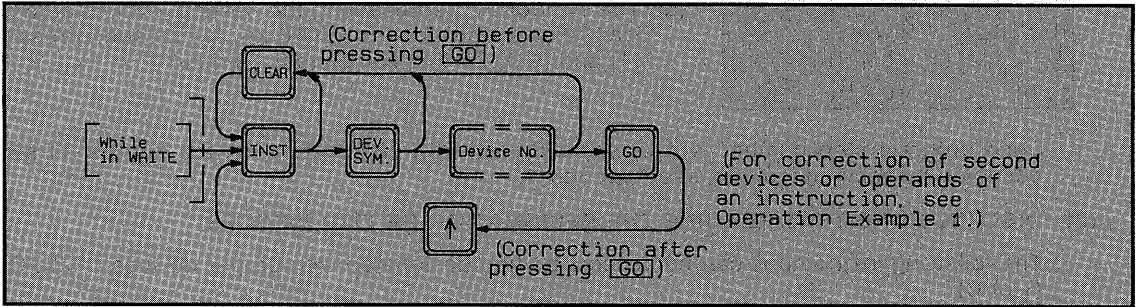 (Correction before
pressing GO)
CLEAR
While
in WRITE
INST
DEV
SYM.
Device No.
GO
(For correction of second
devices or operands of
an instruction, see
Operation Example 1.)
↑
(Correction after
pressing GO)